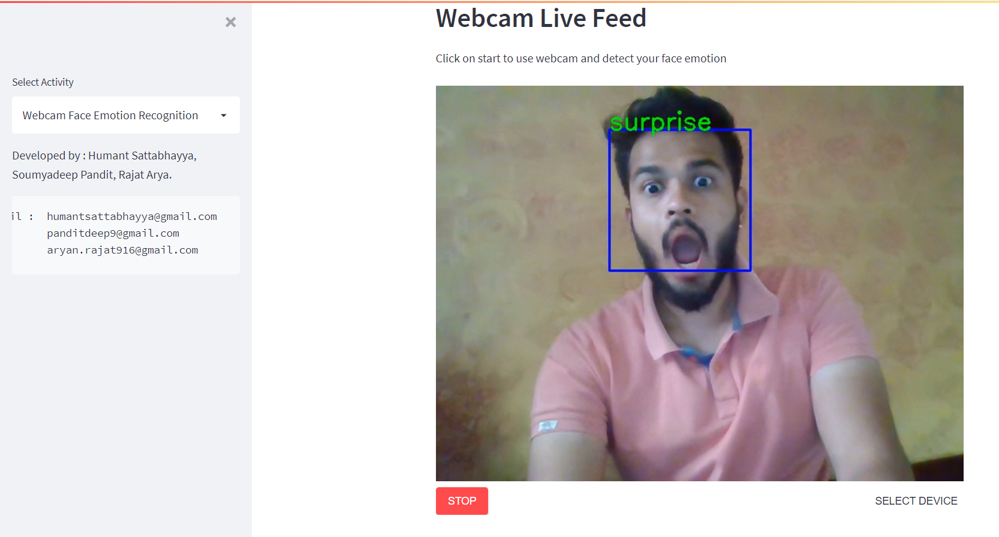 Select Activity
Webcam Face Emotion Recognition
Developed by : Humant Sattabhayya,
Soumyadeep Pandit, Rajat Arya.
il :  humantsattabhayya@gmail.com
panditdeep9@gmail.com
aryan.rajat916@gmail.com
Webcam Live Feed
Click on start to use webcam and detect your face emotion
surprise
STOP
SELECT DEVICE